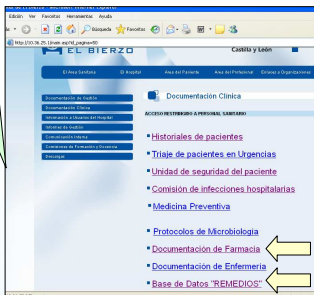 Edición Ver Favoritos Herramientas Ayuda
Búsqueda Favoritos
EL BIERZO
Castilla y León
El Área Sanitaria El Hospital Área del Paciente Área del Personal Enlaces y Organizaciones
Documentación de Gestión
Documentación Clínica
Información a Usuarios del Hospital
Informes de Gestión
Comunicación Interna
Comisiones de Formación y Docencia
Descargas
Documentación Clínica
ACCESO RESTRINGIDO A PERSONAL SANITARIO
Historiales de pacientes
Triaje de pacientes en Urgencias
Unidad de seguridad del paciente
Comisión de infecciones hospitalarias
Medicina Preventiva
Protocolos de Microbiología
Documentación de Farmacia
Documentación de Enfermería
Base de Datos "REMEDIOS"